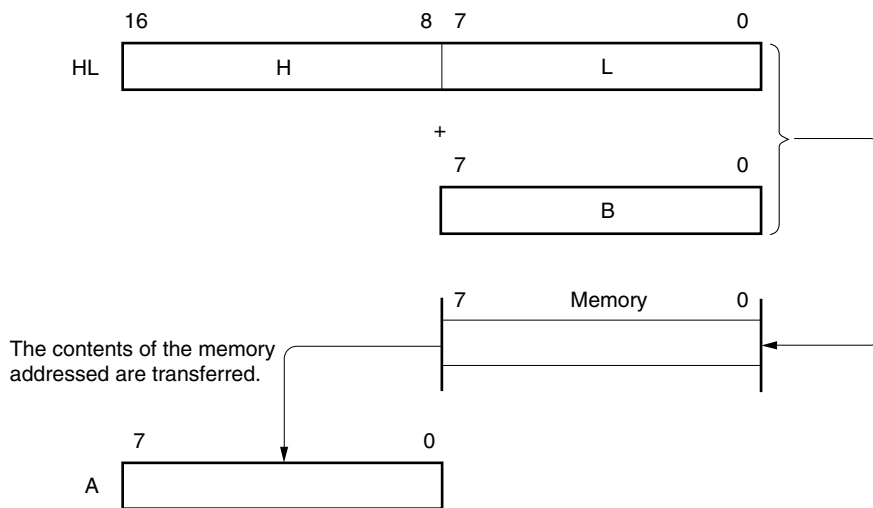 16 8 7 0
HL H L
+
7 0
B
7 Memory 0
The contents of the memory
addressed are transferred.
7 0
A